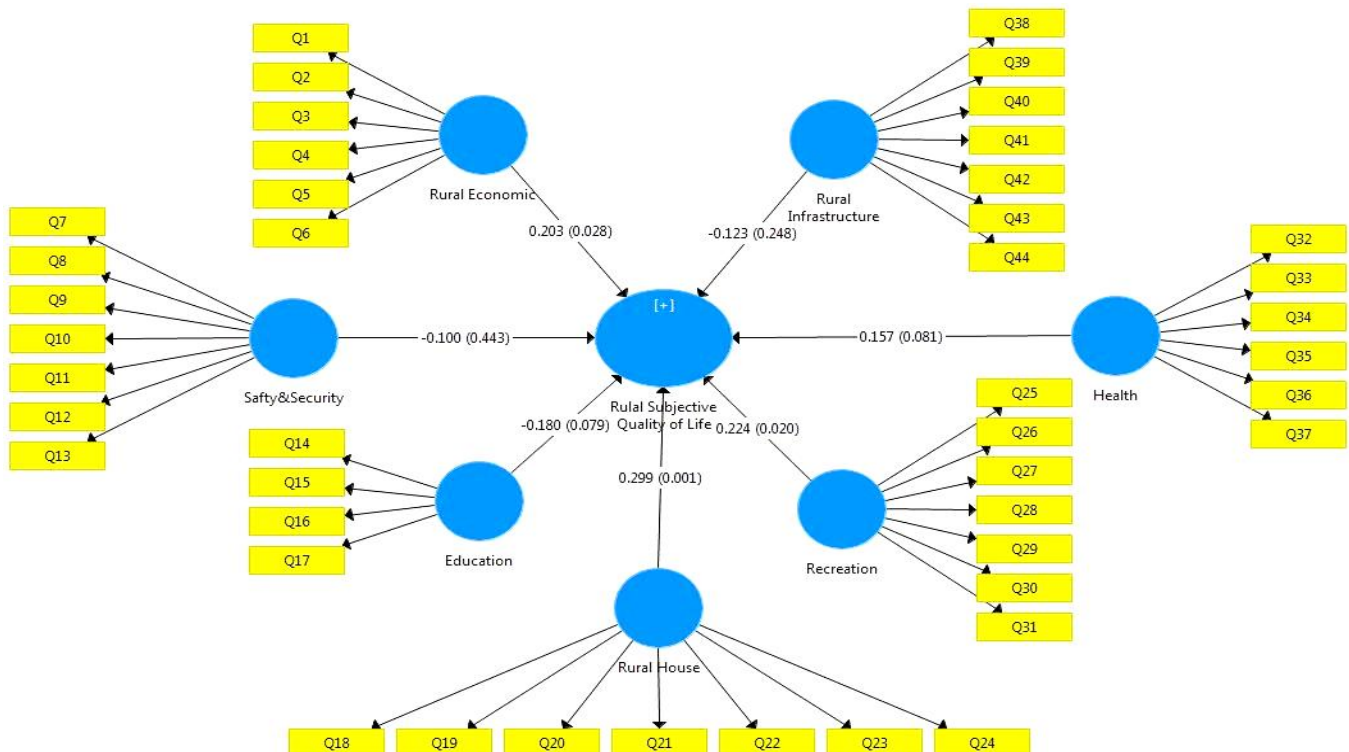 Q1
Q2
Q3
Q4
Q5
Q6
Rural Economic
0.203 (0.028)
Q38
Q39
Q40
Q41
Q42
Q43
Q44
Rural
Infrastructure
-0.123 (0.248)
Q7
Q8
Q9
Q10
Q11
Q12
Q13
Safty&Security
-0.100 (0.443)
[+]
Rulal Subjective
Quality of Life
Q32
Q33
Q34
Q35
Q36
Q37
Health
0.157 (0.081)
Q14
Q15
Q16
Q17
Education
-0.180 (0.079)
Q25
Q26
Q27
Q28
Q29
Q30
Q31
Recreation
0.224 (0.020)
0.299 (0.001)
Rural House
Q18
Q19
Q20
Q21
Q22
Q23
Q24